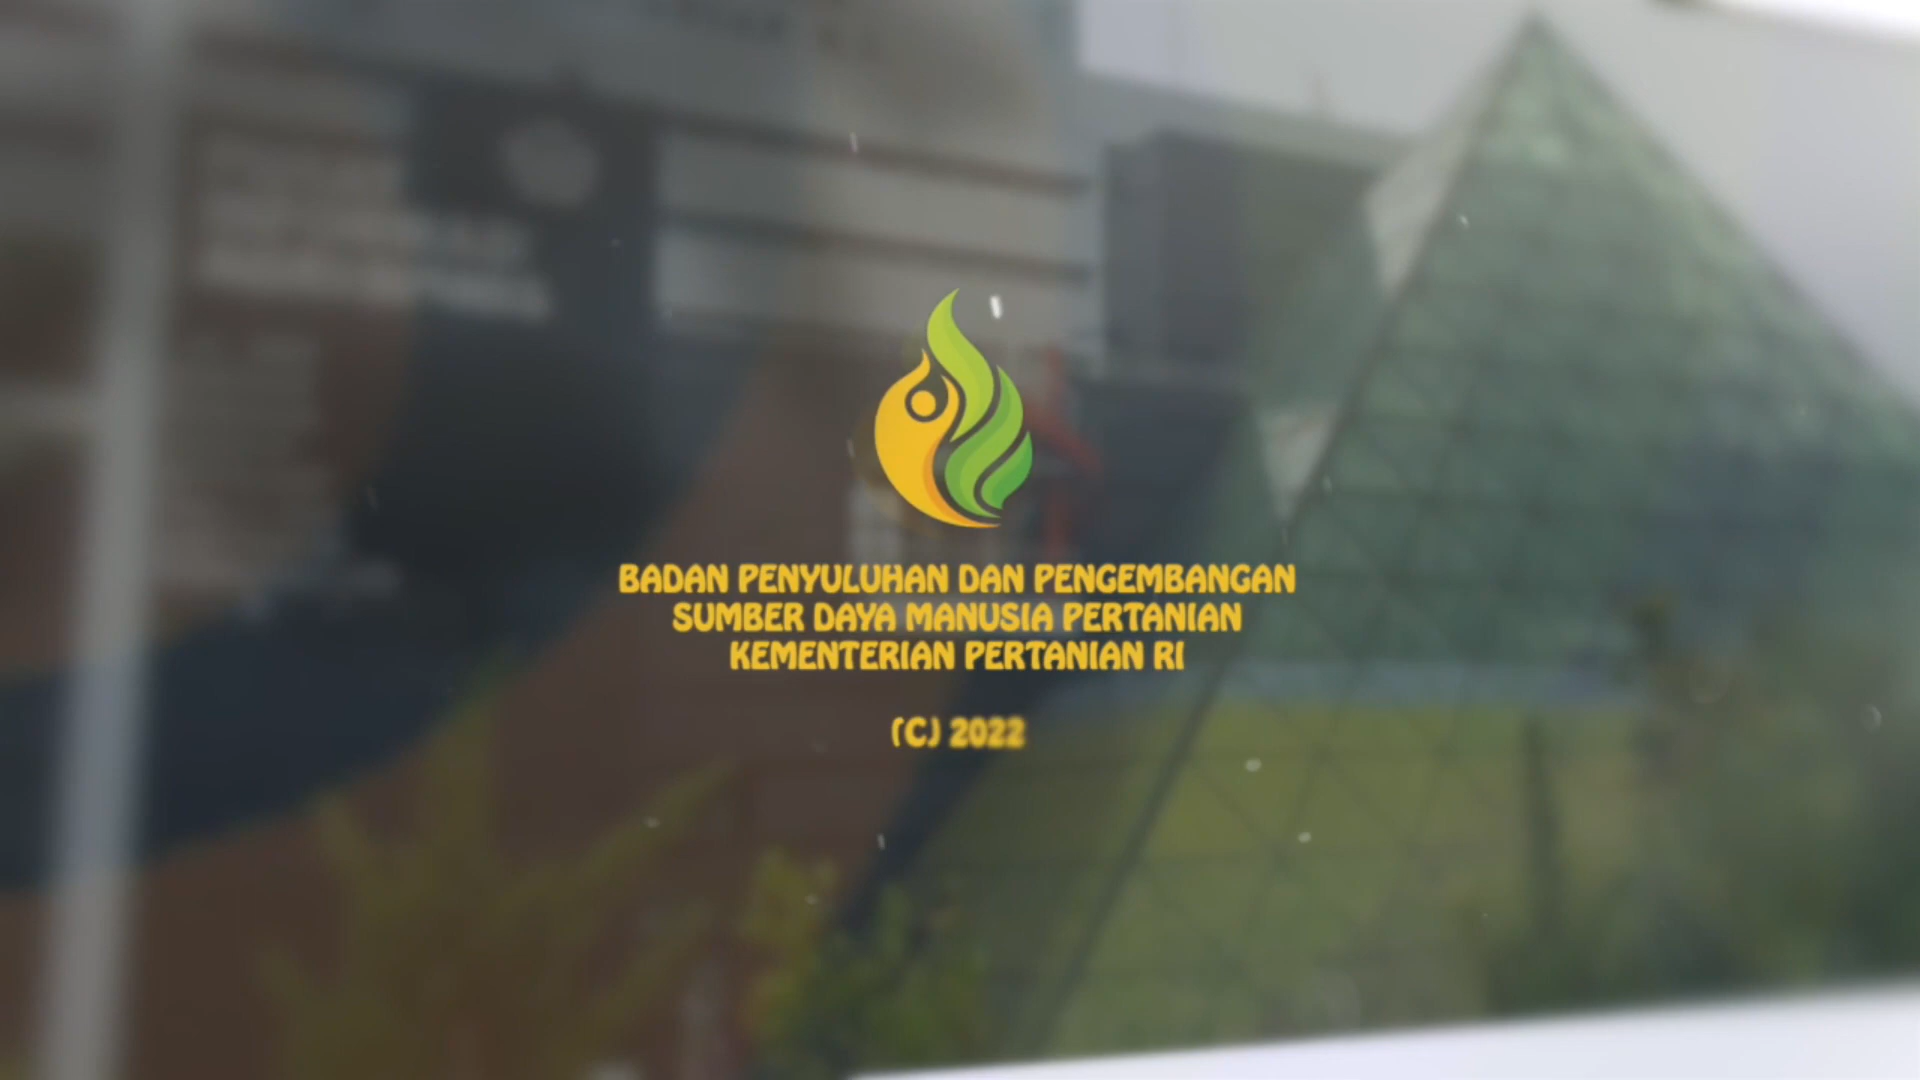 BADAN PENYULUHAN DAN PENGEMBANGAN
SUMBER DAYA MANUSIA PERTANIAN
KEMENTERIAN PERTANIAN RI
(C) 2022